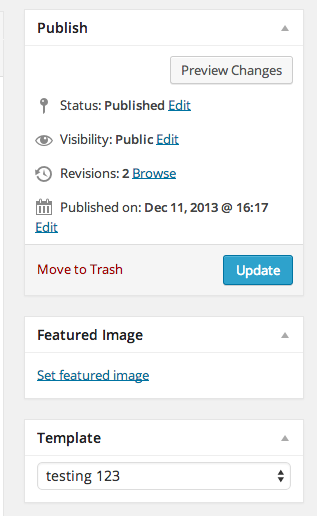 Publish
Preview Changes
Status: Published Edit
Visibility: Public Edit
Revisions: 2 Browse
Published on: Dec 11, 2013 @ 16:17
Edit
Move to Trash Update
Featured Image
Set featured image
Template
testing 123